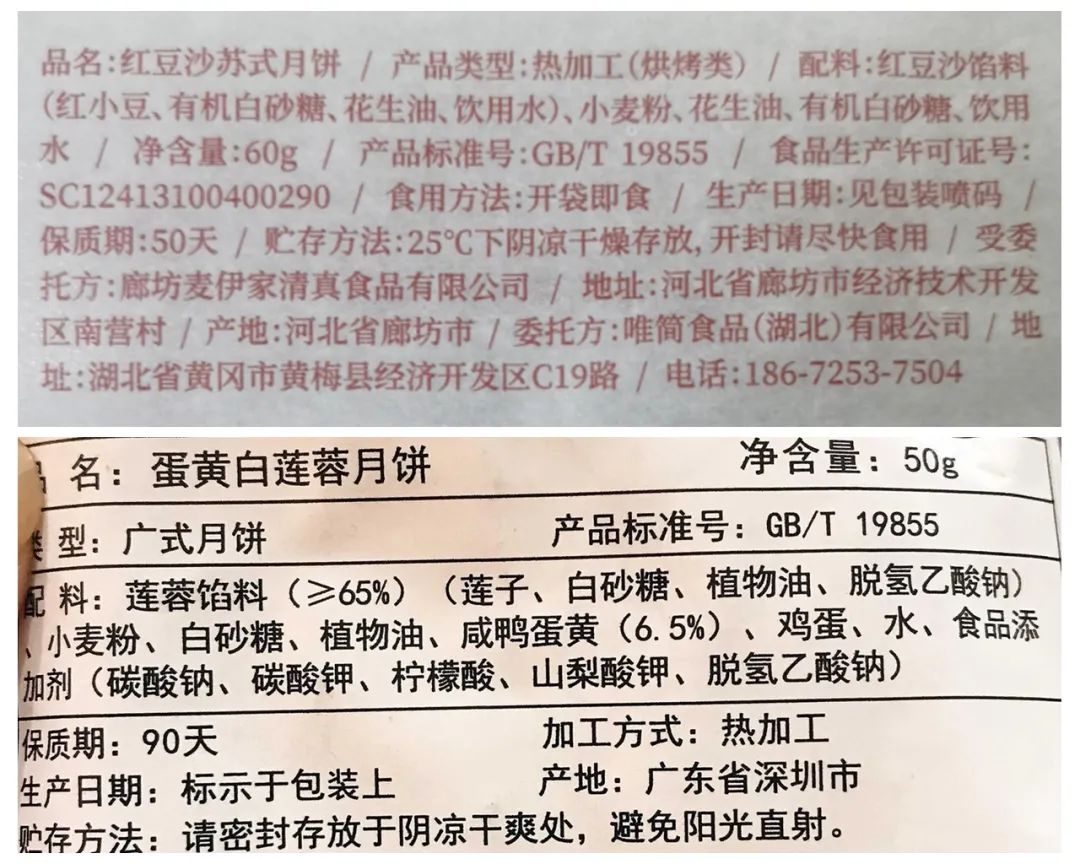 品名:红豆沙苏式月饼 / 产品类型:热加工(烘烤类) / 配料:红豆沙馅料
(红小豆、有机白砂糖、花生油、饮用水)、小麦粉、花生油、有机白砂糖、饮用
水 / 净含量:60g / 产品标准号:GB/T 19855 / 食品生产许可证号:
SC12413100400290 / 食用方法:开袋即食 / 生产日期:见包装喷码 /
保质期:50天 / 贮存方法:25℃下阴凉干燥存放,开封请尽快食用 / 受委
托方:廊坊麦伊家清真食品有限公司 / 地址:河北省廊坊市经济技术开发
区南营村 / 产地:河北省廊坊市 / 委托方:唯简食品(湖北)有限公司 / 地
址:湖北省黄冈市黄梅县经济开发区C19路 / 电话:186-7253-7504
品 名：蛋黄白莲蓉月饼 净含量：50g
类 型：广式月饼 产品标准号：GB/T 19855
配 料：莲蓉馅料（≥65%）（莲子、白砂糖、植物油、脱氢乙酸钠）
、小麦粉、白砂糖、植物油、咸鸭蛋黄（6.5%）、鸡蛋、水、食品添
加剂（碳酸钠、碳酸钾、柠檬酸、山梨酸钾、脱氢乙酸钠）
保质期：90天 加工方式：热加工
生产日期：标示于包装上 产地：广东省深圳市
贮存方法：请密封存放于阴凉干爽处，避免阳光直射。